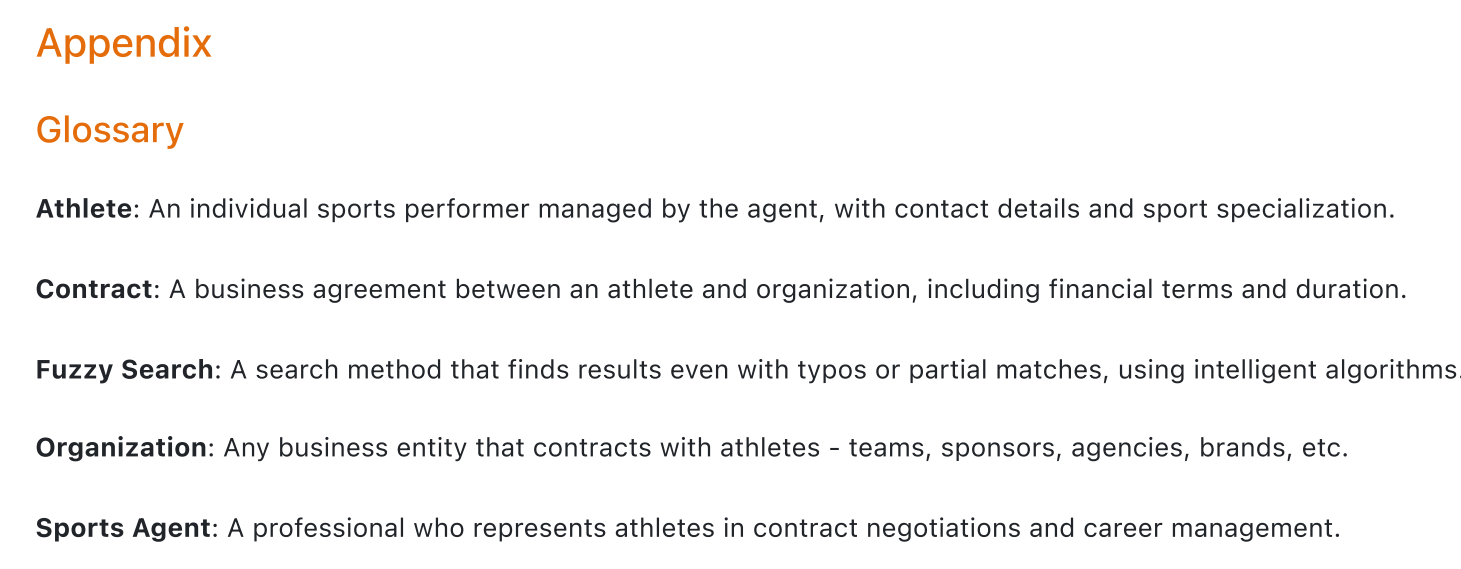 Appendix
Glossary
Athlete: An individual sports performer managed by the agent, with contact details and sport specialization.
Contract: A business agreement between an athlete and organization, including financial terms and duration.
Fuzzy Search: A search method that finds results even with typos or partial matches, using intelligent algorithms.
Organization: Any business entity that contracts with athletes - teams, sponsors, agencies, brands, etc.
Sports Agent: A professional who represents athletes in contract negotiations and career management.